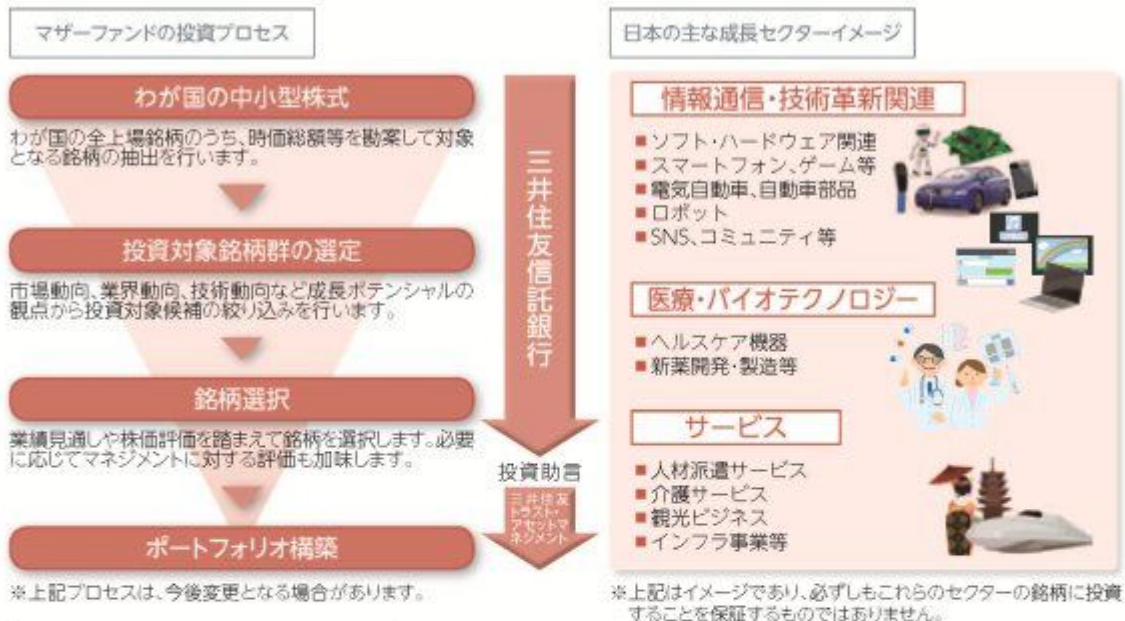 マザーファンドの投資プロセス
わが国の中小型株式
わが国の全上場銘柄のうち、時価総額等を勘案して対象
となる銘柄の抽出を行います。
投資対象銘柄群の選定
市場動向、業界動向、技術動向など成長ポテンシャルの
観点から投資対象候補の絞り込みを行います。
銘柄選択
業績見通しや株価評価を踏まえて銘柄を選択します。必要
に応じてマネジメントに対する評価も加味します。
ポートフォリオ構築
※上記プロセスは、今後変更となる場合があります。
三井住友信託銀行
投資助言
三井住友
トラスト・
アセットマ
ネジメント
日本の主な成長セクターイメージ
情報通信・技術革新関連
■ソフト・ハードウェア関連
■スマートフォン、ゲーム等
■電気自動車、自動車部品
■ロボット
■SNS、コミュニティ等
医療・バイオテクノロジー
■ヘルスケア機器
■新薬開発・製造等
サービス
■人材派遣サービス
■介護サービス
■観光ビジネス
■インフラ事業等
※上記はイメージであり、必ずしもこれらのセクターの銘柄に投資
することを保証するものではありません。